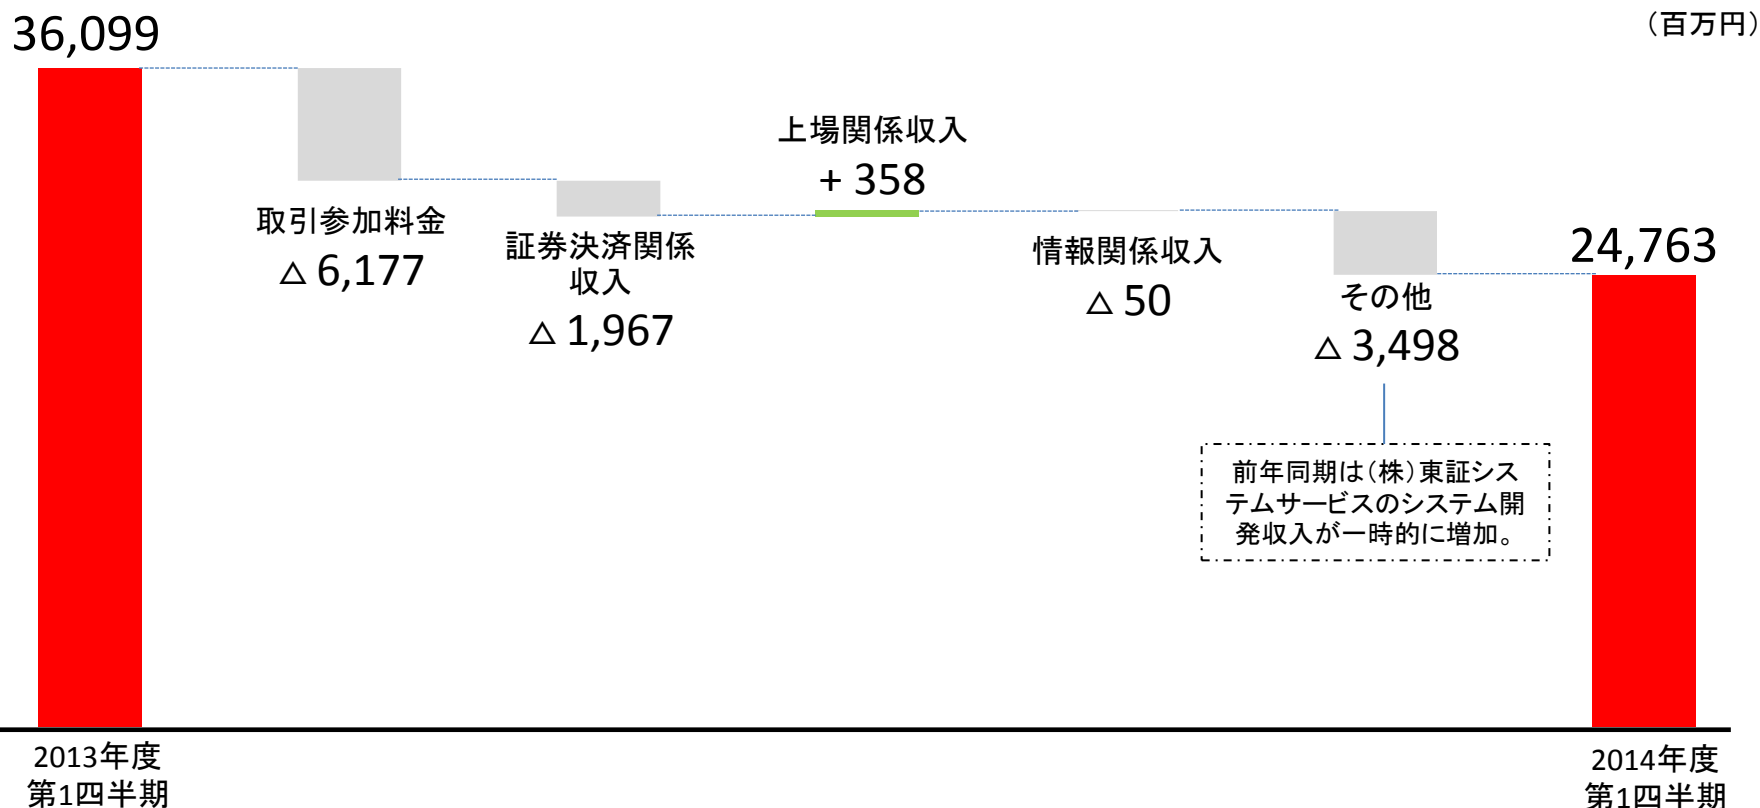 （百万円）
36,099
取引参加料金
△ 6,177
証券決済関係
収入
△ 1,967
上場関係収入
+ 358
情報関係収入
△ 50
その他
△ 3,498
前年同期は（株）東証シス
テムサービスのシステム開
発収入が一時的に増加。
24,763
2013年度
第1四半期
2014年度
第1四半期